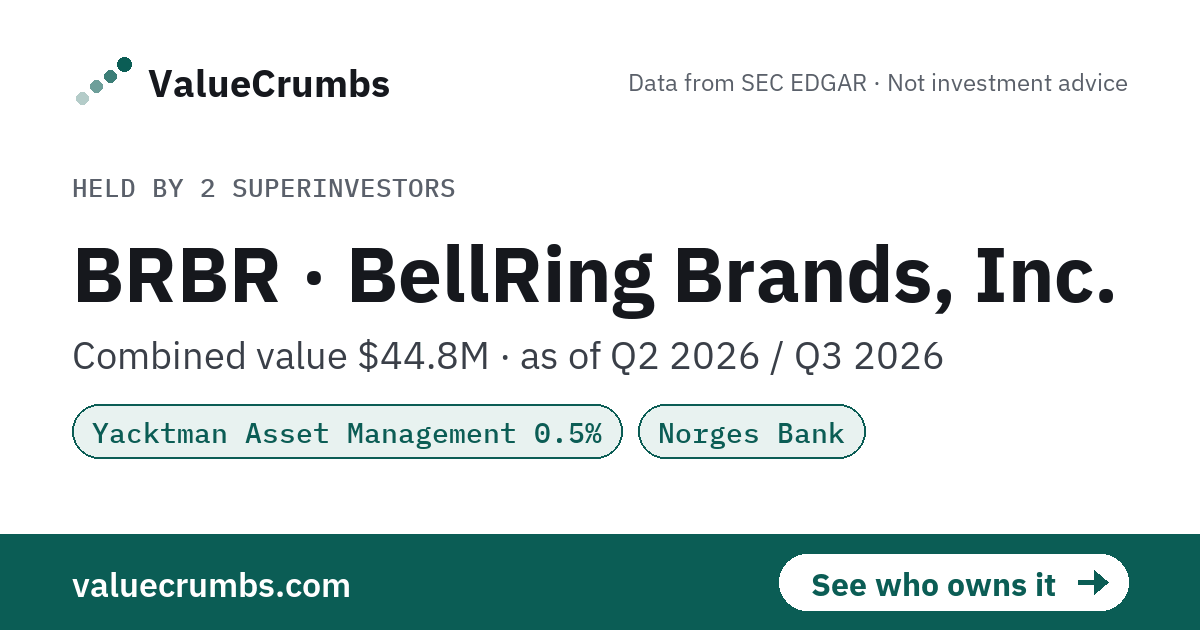 ValueCrumbs
Data from SEC EDGAR · Not investment advice
HELD BY 2 SUPERINVESTORS
BRBR · BellRing Brands, Inc.
Combined value $44.8M · as of Q2 2026 / Q3 2026
Yacktman Asset Management 0.5%
Norges Bank
valuecrumbs.com
See who owns it →